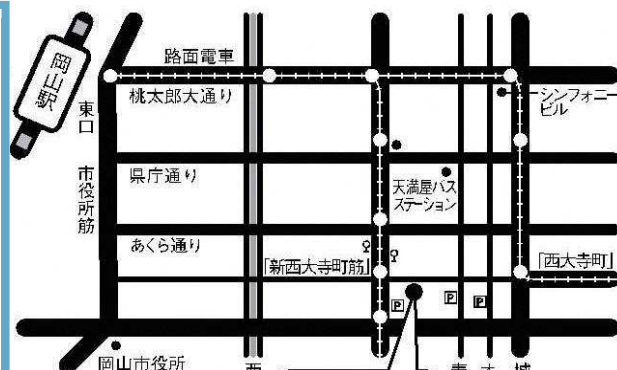 路面電車
岡山駅
東口
桃太郎大通り
シンフォニー
ビル
市役所筋
県庁通り
天満屋バス
ステーション
あくら通り
「新西大寺町筋」
「西大寺町」
P
P
P
岡山市役所
西
城